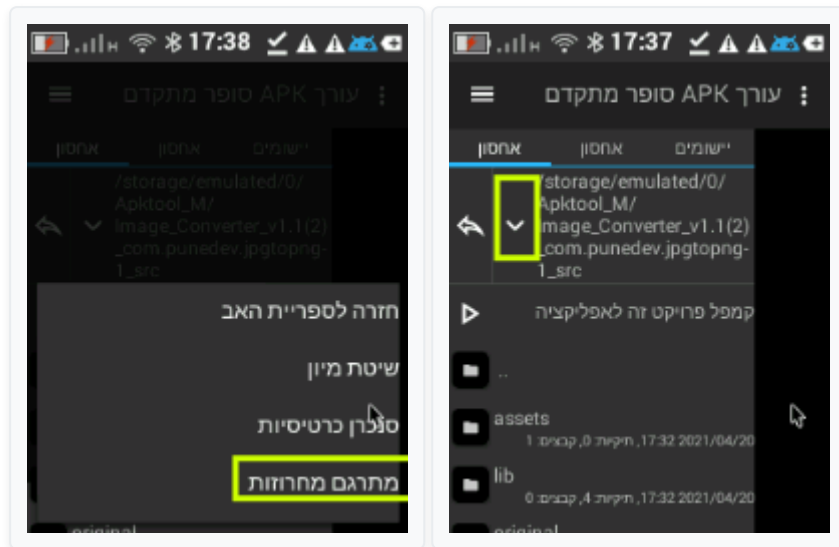 17:38
עורך APK סופר מתקדם
יישומים
אחסון
אחסון
/storage/emulated/0/
Apktool_M/
Image_Converter_v1.1(2)
_com.punedev.jpgtopng-
1_src
חזרה לספריית האב
שיטת מיון
סנכרן כרטיסיות
מתרגם מחרוזות
original
17:37
עורך APK סופר מתקדם
יישומים
אחסון
אחסון
/storage/emulated/0/
Apktool_M/
Image_Converter_v1.1(2)
_com.punedev.jpgtopng-
1_src
קמפל פרויקט זה לאפליקציה
..
assets
17:32 2021/04/20, תיקיות: 0, קבצים: 1
lib
17:32 2021/04/20, תיקיות: 4, קבצים: 0
original